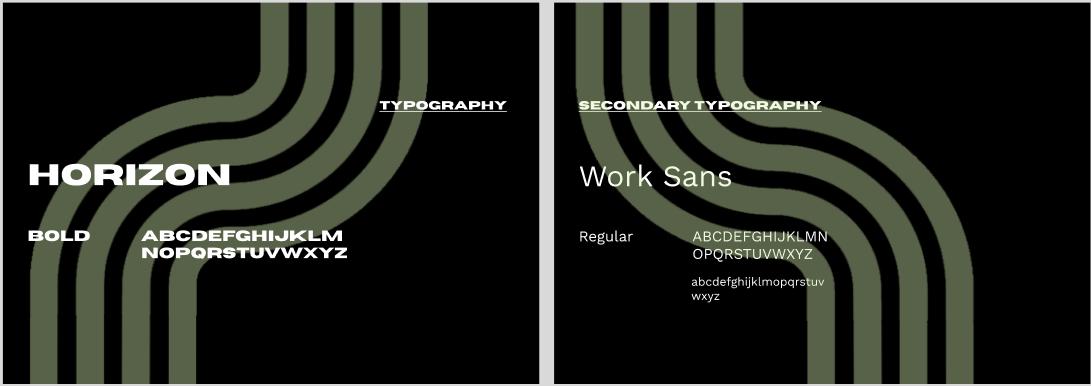 TYPOGRAPHY
HORIZON
BOLD
ABCDEFGHIJKLM
NOPQRSTUVWXYZ
SECONDARY TYPOGRAPHY
Work Sans
Regular
ABCDEFGHIJKLMN
OPQRSTUVWXYZ
abcdefghijklmopqrstuv
wxyz